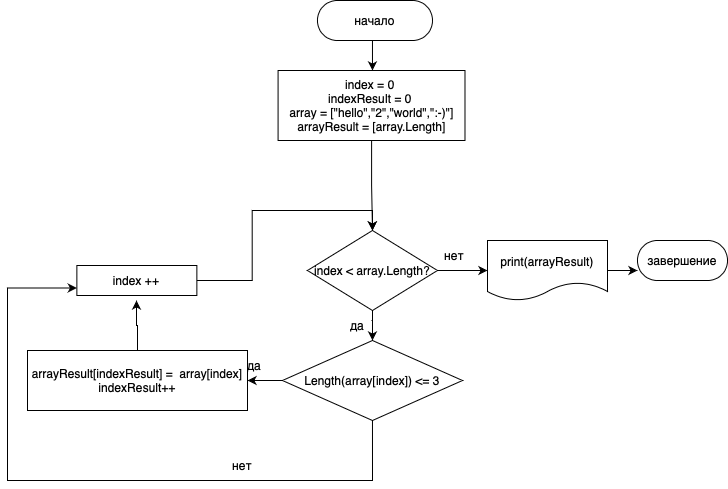 начало
index = 0
indexResult = 0
array = ["hello","2","world",":-)"]
arrayResult = [array.Length]
index < array.Length?
нет
print(arrayResult)
завершение
index ++
да
Length(array[index]) <= 3
да
arrayResult[indexResult] = array[index]
indexResult++
нет